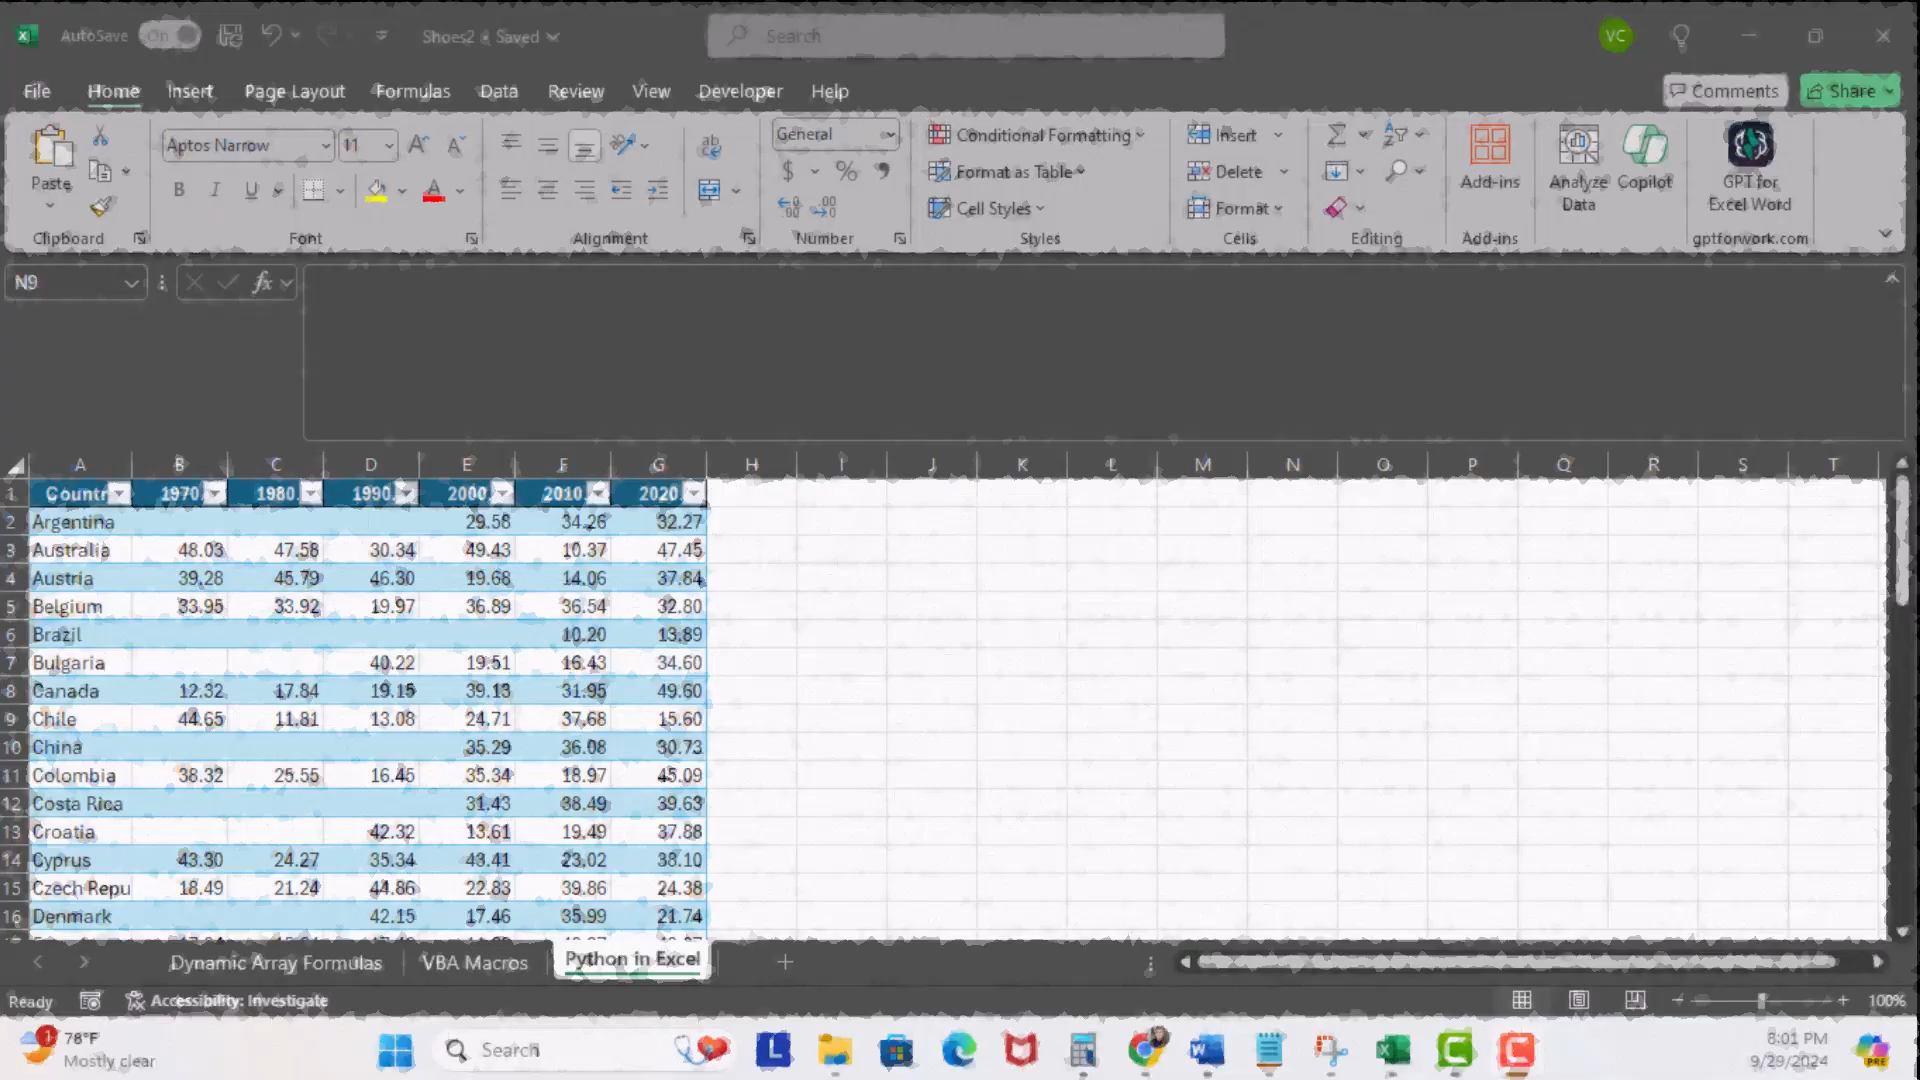 AutoSave On Shoes2 • Saved Search VC
File Home Insert Page Layout Formulas Data Review View Developer Help Comments Share
Aptos Narrow 11 General Conditional Formatting Insert
Paste B I U A $ % Format as Table Delete Add-ins Analyze Data Copilot GPT for Excel Word
Cell Styles Format
Clipboard Font Alignment Number Styles Cells Editing Add-ins gptforwork.com
N9 fx
A B C D E F G H I J K L M N O P Q R S T
1 Countr 1970 1980 1990 2000 2010 2020
2 Argentina 29.58 34.26 32.27
3 Australia 48.03 47.58 30.34 49.43 10.37 47.45
4 Austria 39.28 45.79 46.30 19.68 14.06 37.84
5 Belgium 33.95 33.92 19.97 36.89 36.54 32.80
6 Brazil 10.20 13.89
7 Bulgaria 40.22 19.51 16.43 34.60
8 Canada 12.32 17.84 19.15 39.13 31.95 49.60
9 Chile 44.65 11.81 13.08 24.71 37.68 15.60
10 China 35.29 36.08 30.73
11 Colombia 38.32 25.55 16.45 35.34 18.97 45.09
12 Costa Rica 31.43 38.49 39.63
13 Croatia 42.32 13.61 19.49 37.88
14 Cyprus 43.30 24.27 35.34 43.41 23.02 38.10
15 Czech Repu 18.49 21.24 44.86 22.83 39.86 24.38
16 Denmark 42.15 17.46 35.99 21.74
Dynamic Array Formulas VBA Macros Python in Excel
Ready Accessibility: Investigate 100%
78°F
Mostly clear
Search
8:01 PM
9/29/2024